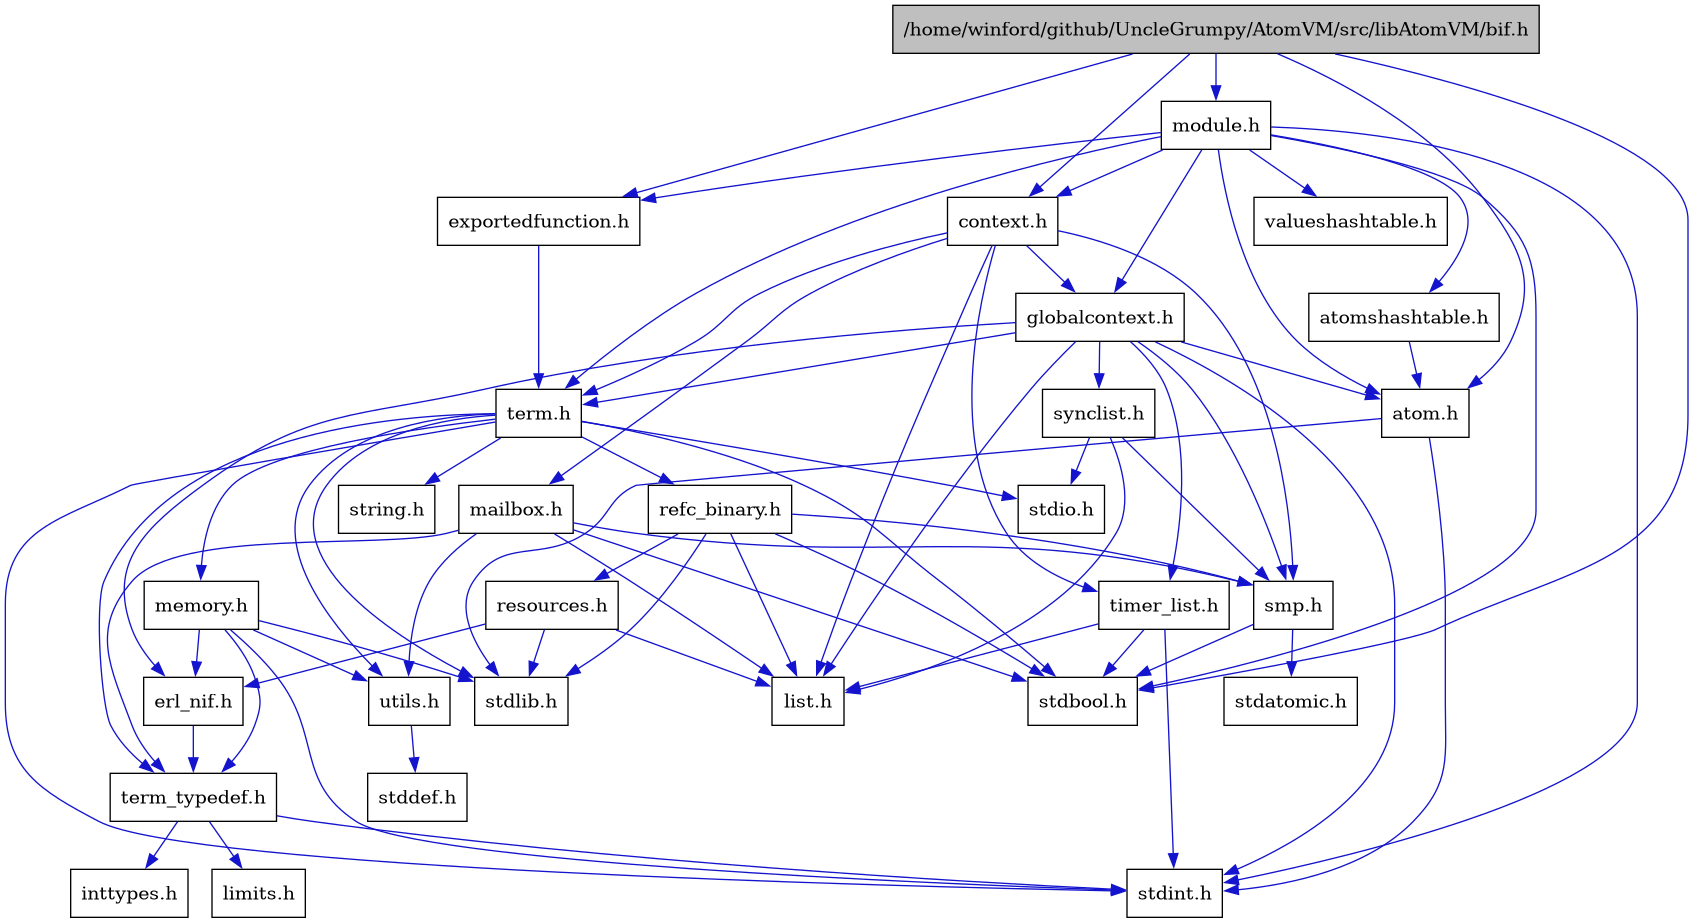 /home/winford/github/UncleGrumpy/AtomVM/src/libAtomVM/bif.h
module.h
exportedfunction.h
context.h
valueshashtable.h
globalcontext.h
atomshashtable.h
term.h
synclist.h
atom.h
string.h
mailbox.h
refc_binary.h
stdio.h
memory.h
resources.h
timer_list.h
smp.h
erl_nif.h
utils.h
stdlib.h
list.h
stdbool.h
stdatomic.h
term_typedef.h
stddef.h
inttypes.h
limits.h
stdint.h